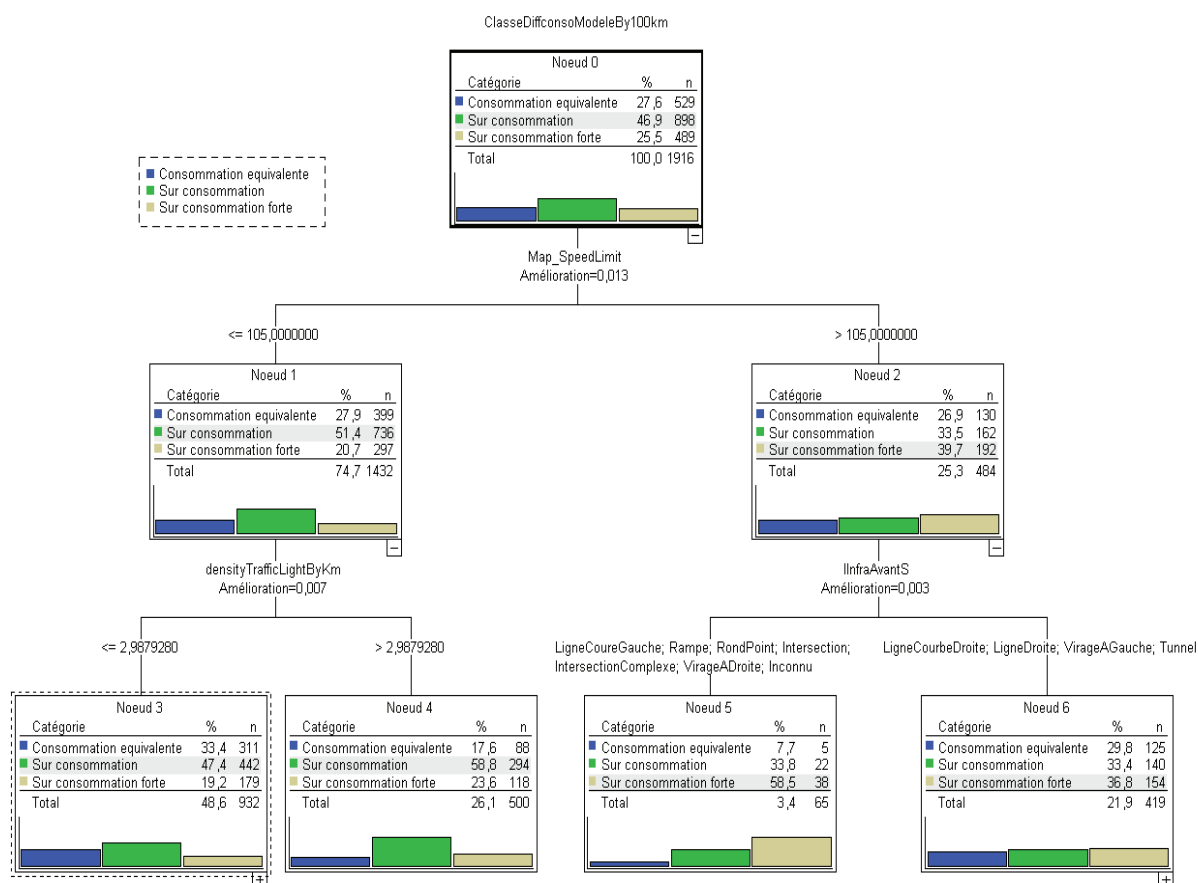 ClasseDiffconsoModeleBy100km
Noeud 0
Catégorie % n
Consommation equivalente 27,6 529
Sur consommation 46,9 898
Sur consommation forte 25,5 489
Total 100,0 1916
Consommation equivalente
Sur consommation
Sur consommation forte
Map_SpeedLimit
Amélioration=0,013
<= 105,0000000
> 105,0000000
Noeud 1
Catégorie % n
Consommation equivalente 27,9 399
Sur consommation 51,4 736
Sur consommation forte 20,7 297
Total 74,7 1432
Noeud 2
Catégorie % n
Consommation equivalente 26,9 130
Sur consommation 33,5 162
Sur consommation forte 39,7 192
Total 25,3 484
densityTrafficLightByKm
Amélioration=0,007
IInfraAvantS
Amélioration=0,003
<= 2,9879280
> 2,9879280
LigneCoureGauche; Rampe; RondPoint; Intersection;
IntersectionComplexe; VirageADroite; Inconnu
LigneCourbeDroite; LigneDroite; VirageAGauche; Tunnel
Noeud 3
Catégorie % n
Consommation equivalente 33,4 311
Sur consommation 47,4 442
Sur consommation forte 19,2 179
Total 48,6 932
Noeud 4
Catégorie % n
Consommation equivalente 17,6 88
Sur consommation 58,8 294
Sur consommation forte 23,6 118
Total 26,1 500
Noeud 5
Catégorie % n
Consommation equivalente 7,7 5
Sur consommation 33,8 22
Sur consommation forte 58,5 38
Total 3,4 65
Noeud 6
Catégorie % n
Consommation equivalente 29,8 125
Sur consommation 33,4 140
Sur consommation forte 36,8 154
Total 21,9 419